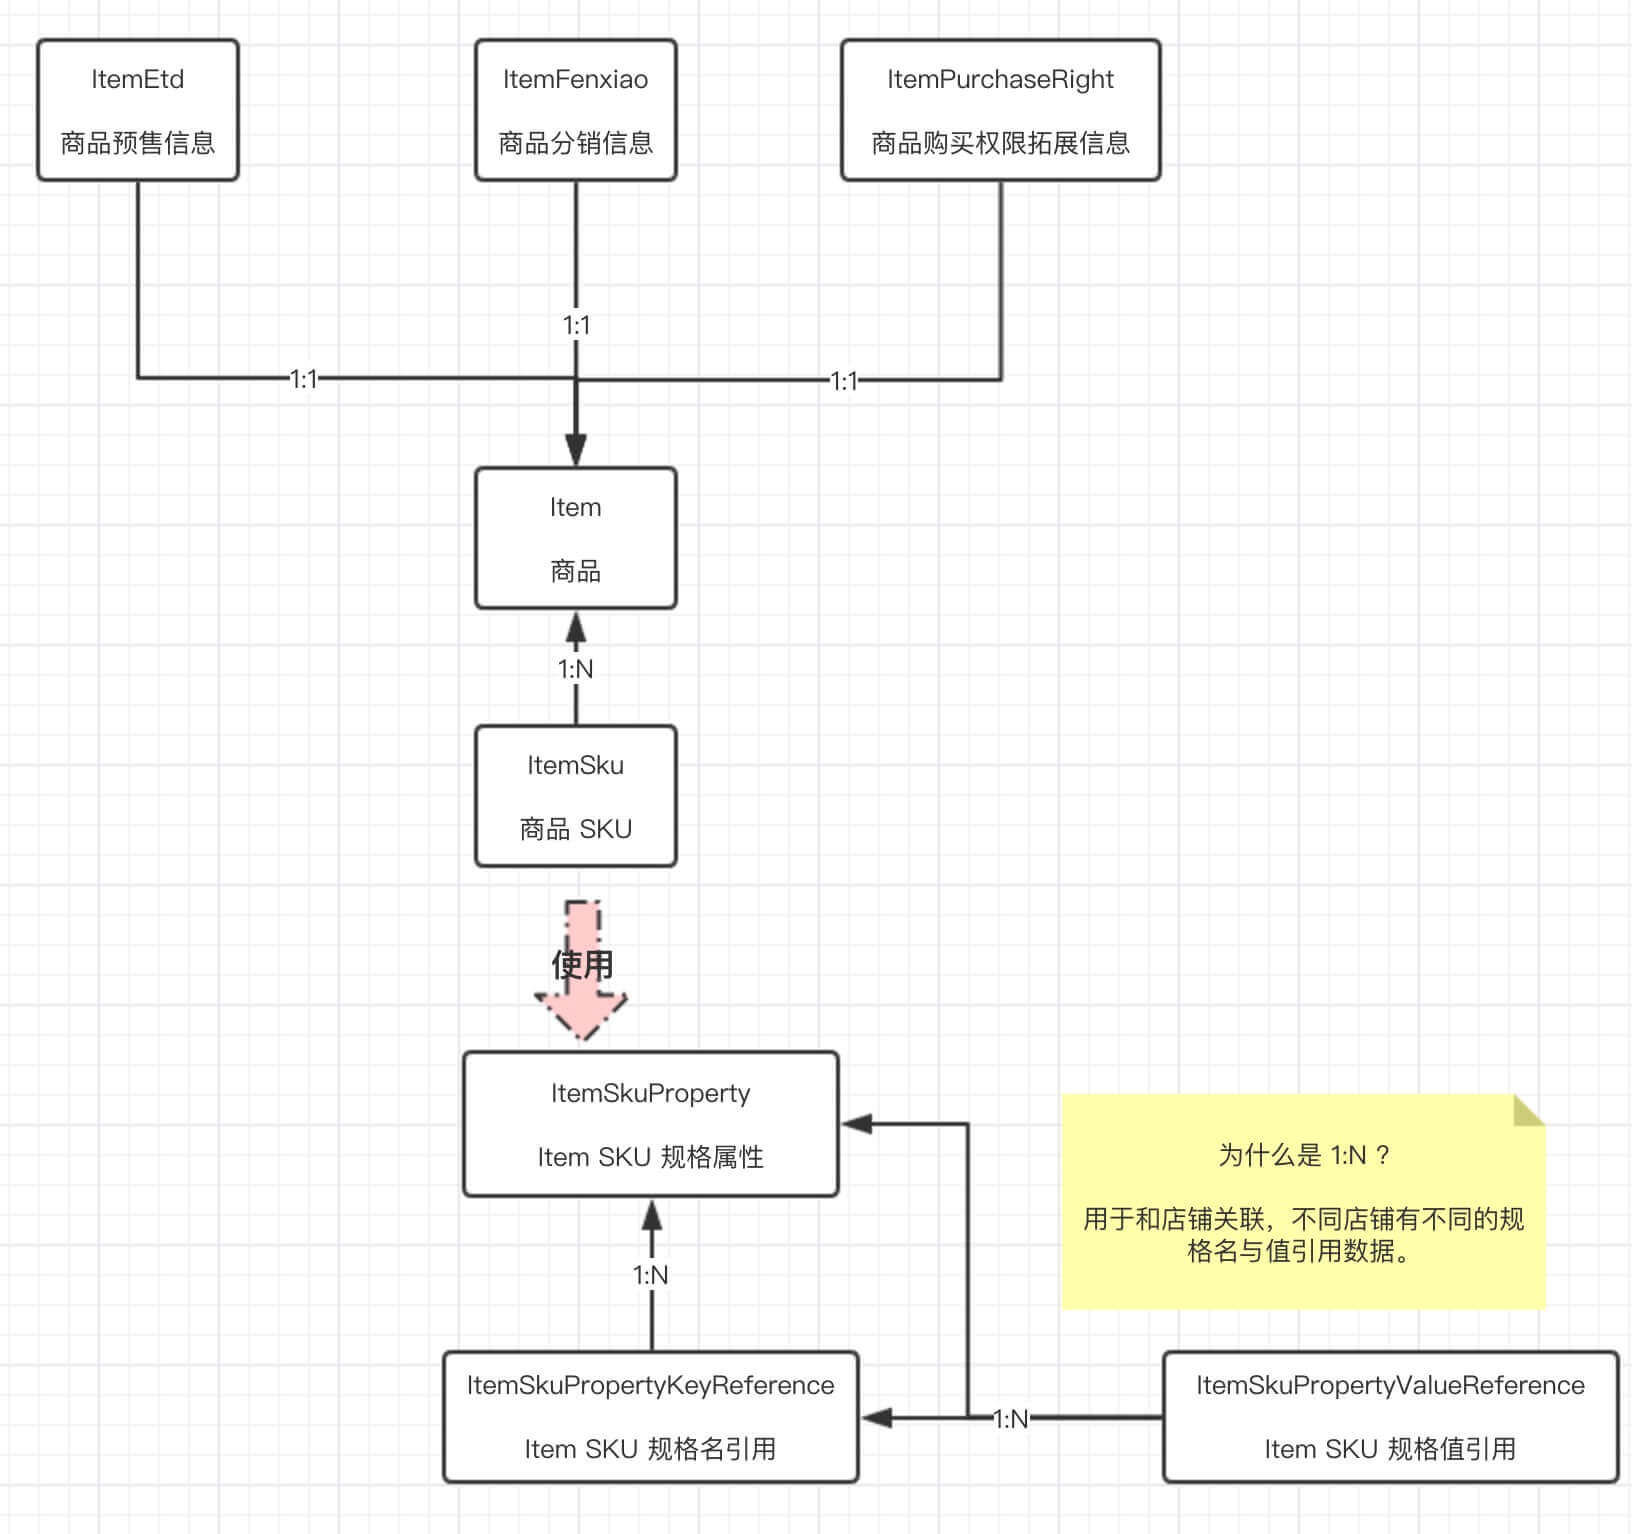 ItemEtd
商品预售信息
ItemFenxiao
商品分销信息
ItemPurchaseRight
商品购买权限拓展信息
1:1
1:1
1:1
Item
商品
1:N
ItemSku
商品 SKU
使用
ItemSkuProperty
Item SKU 规格属性
为什么是 1:N ?
用于和店铺关联，不同店铺有不同的规
格名与值引用数据。
1:N
ItemSkuPropertyKeyReference
Item SKU 规格名引用
1:N
ItemSkuPropertyValueReference
Item SKU 规格值引用